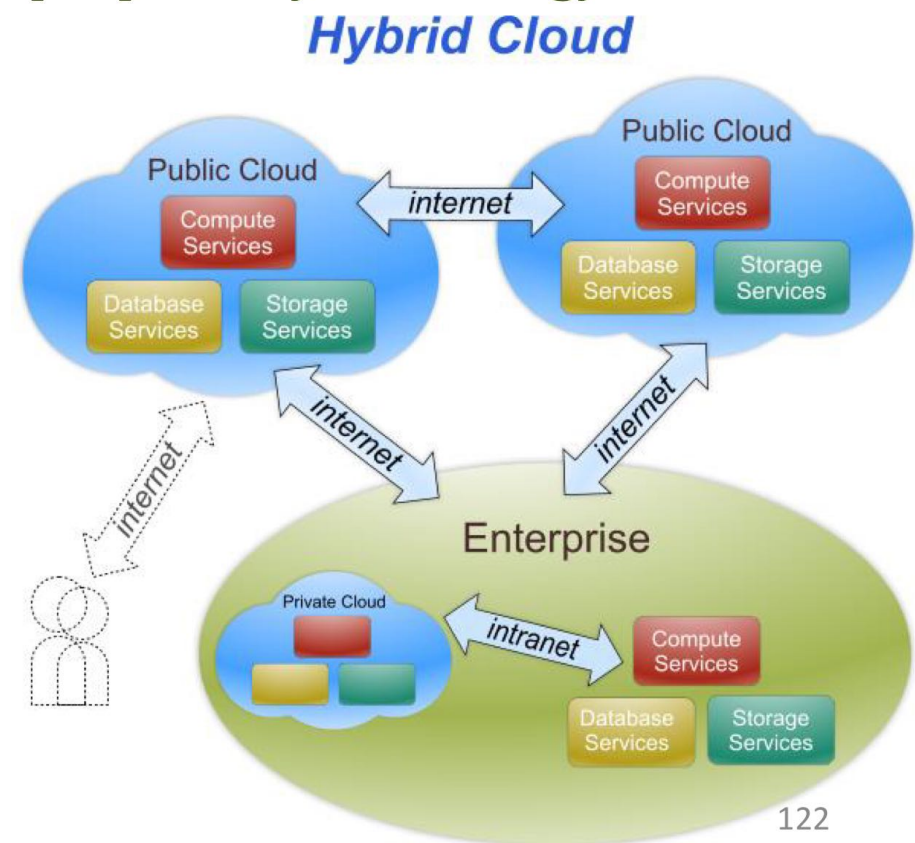 Hybrid Cloud
Public Cloud
Compute
Services
Database
Services
Storage
Services
internet
Public Cloud
Compute
Services
Database
Services
Storage
Services
internet
internet
internet
Enterprise
Private Cloud
intranet
Compute
Services
Database
Services
Storage
Services
122